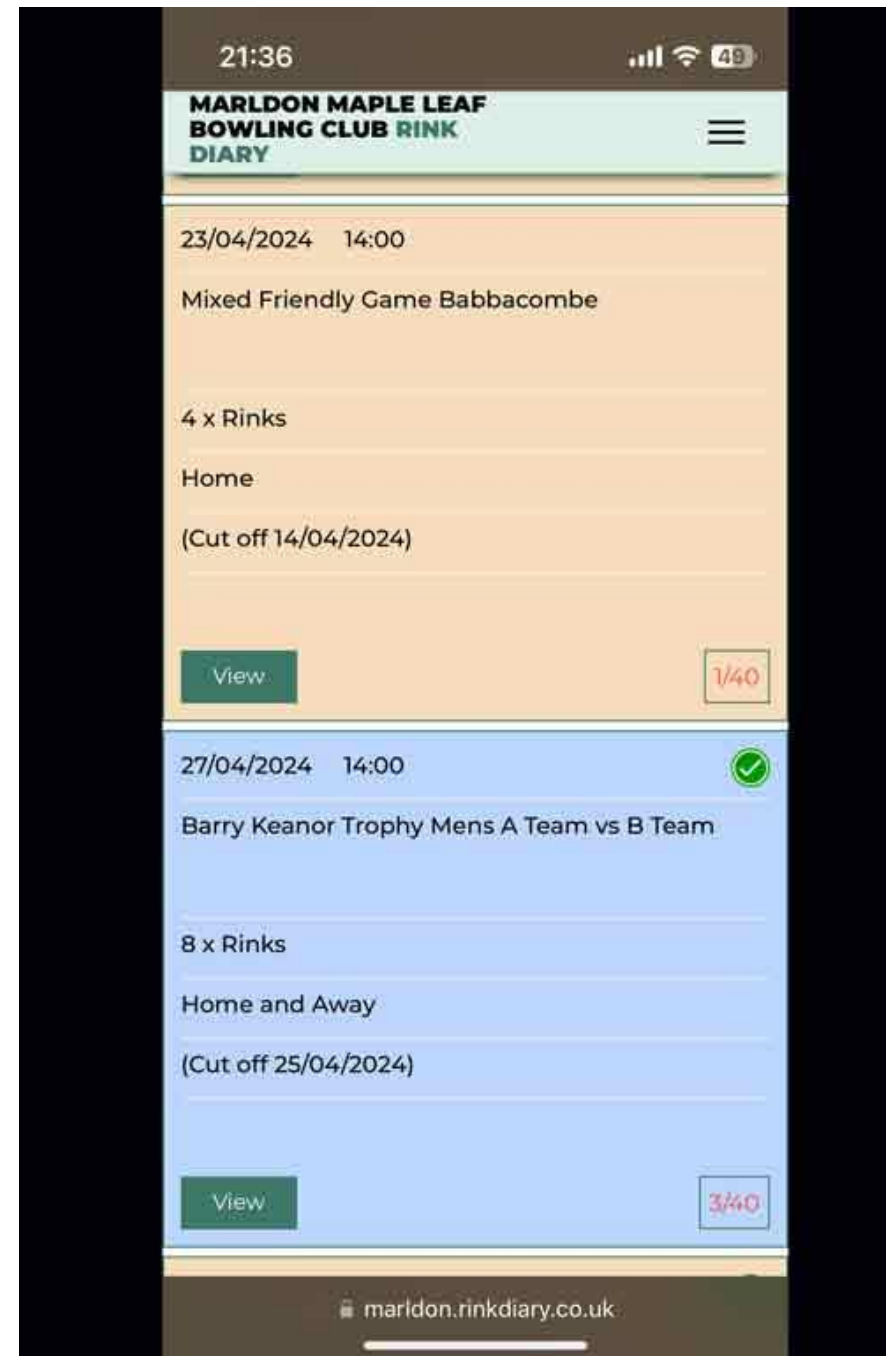 21:36
49
MARLDON MAPLE LEAF
BOWLING CLUB RINK
DIARY
23/04/2024 14:00
Mixed Friendly Game Babbacombe
4 x Rinks
Home
(Cut off 14/04/2024)
View
1/40
27/04/2024 14:00
Barry Keanor Trophy Mens A Team vs B Team
8 x Rinks
Home and Away
(Cut off 25/04/2024)
View
3/40
marldon.rinkdiary.co.uk